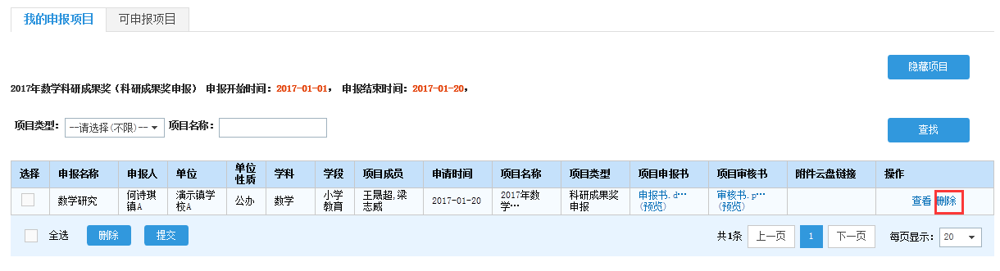 我的申报项目 可申报项目
隐藏项目
2017年数学科研成果奖（科研成果奖申报） 申报开始时间：2017-01-01， 申报结束时间：2017-01-20，
项目类型： --请选择(不限)-- 项目名称： 查找
选择 申报名称 申报人 单位 单位性质 学科 学段 项目成员 申请时间 项目名称 项目类型 项目申报书 项目审核书 附件云盘链接 操作
数学研究 何诗琪镇A 演示镇学校A 公办 数学 小学教育 王晟超,梁志威 2017-01-20 2017年数学… 科研成果奖申报 申报书.d…(预览) 审核书.p…(预览) 查看 删除
全选 删除 提交 共1条 上一页 1 下一页 每页显示： 20